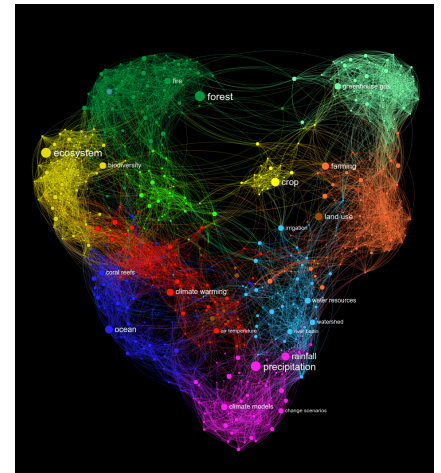 fire
greenhouse gas
forest
ecosystem
biodiversity
farming
crop
land use
irrigation
coral reefs
climate warming
water resources
ocean
watershed
air temperature
river basin
rainfall
precipitation
climate models
change scenarios